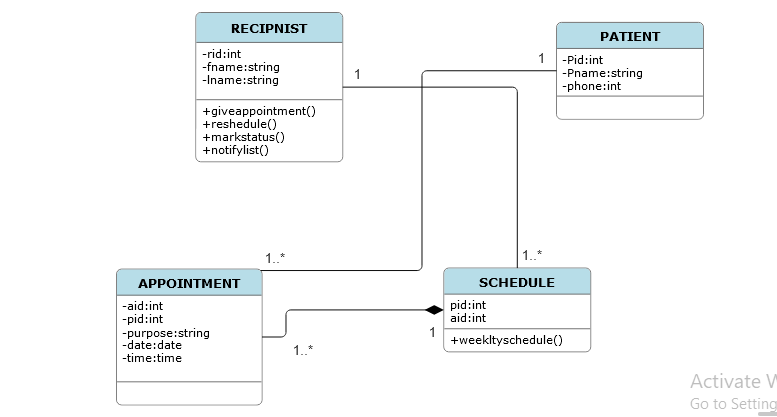 RECIPNIST
-rid:int
-fname:string
-lname:string
+giveappointment()
+reshedule()
+markstatus()
+notifylist()
PATIENT
-Pid:int
-Pname:string
-phone:int
1
1
1..*
1..*
APPOINTMENT
-aid:int
-pid:int
-purpose:string
-date:date
-time:time
SCHEDULE
pid:int
aid:int
+weekltyschedule()
1
1..*
Activate W
Go to Setting